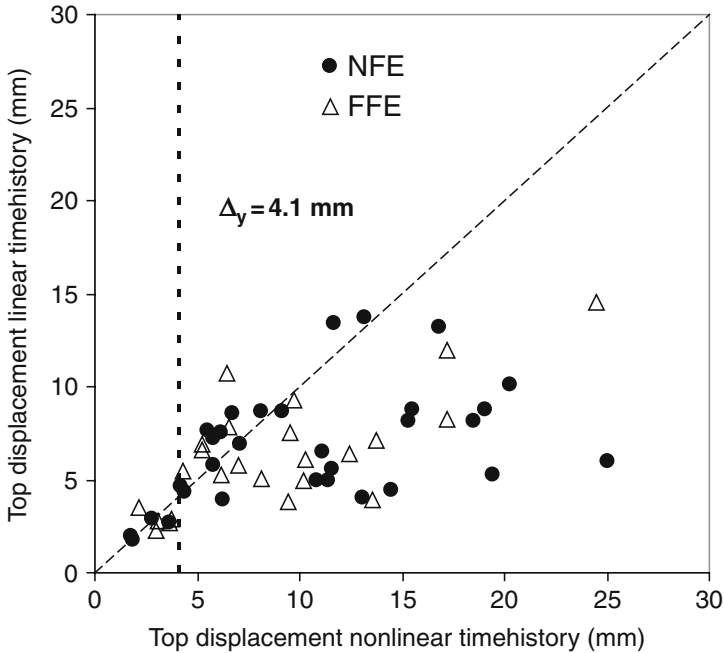 30
25
20
15
10
5
0
Top displacement linear timehistory (mm)
NFE
FFE
Δy = 4.1 mm
0 5 10 15 20 25 30
Top displacement nonlinear timehistory (mm)